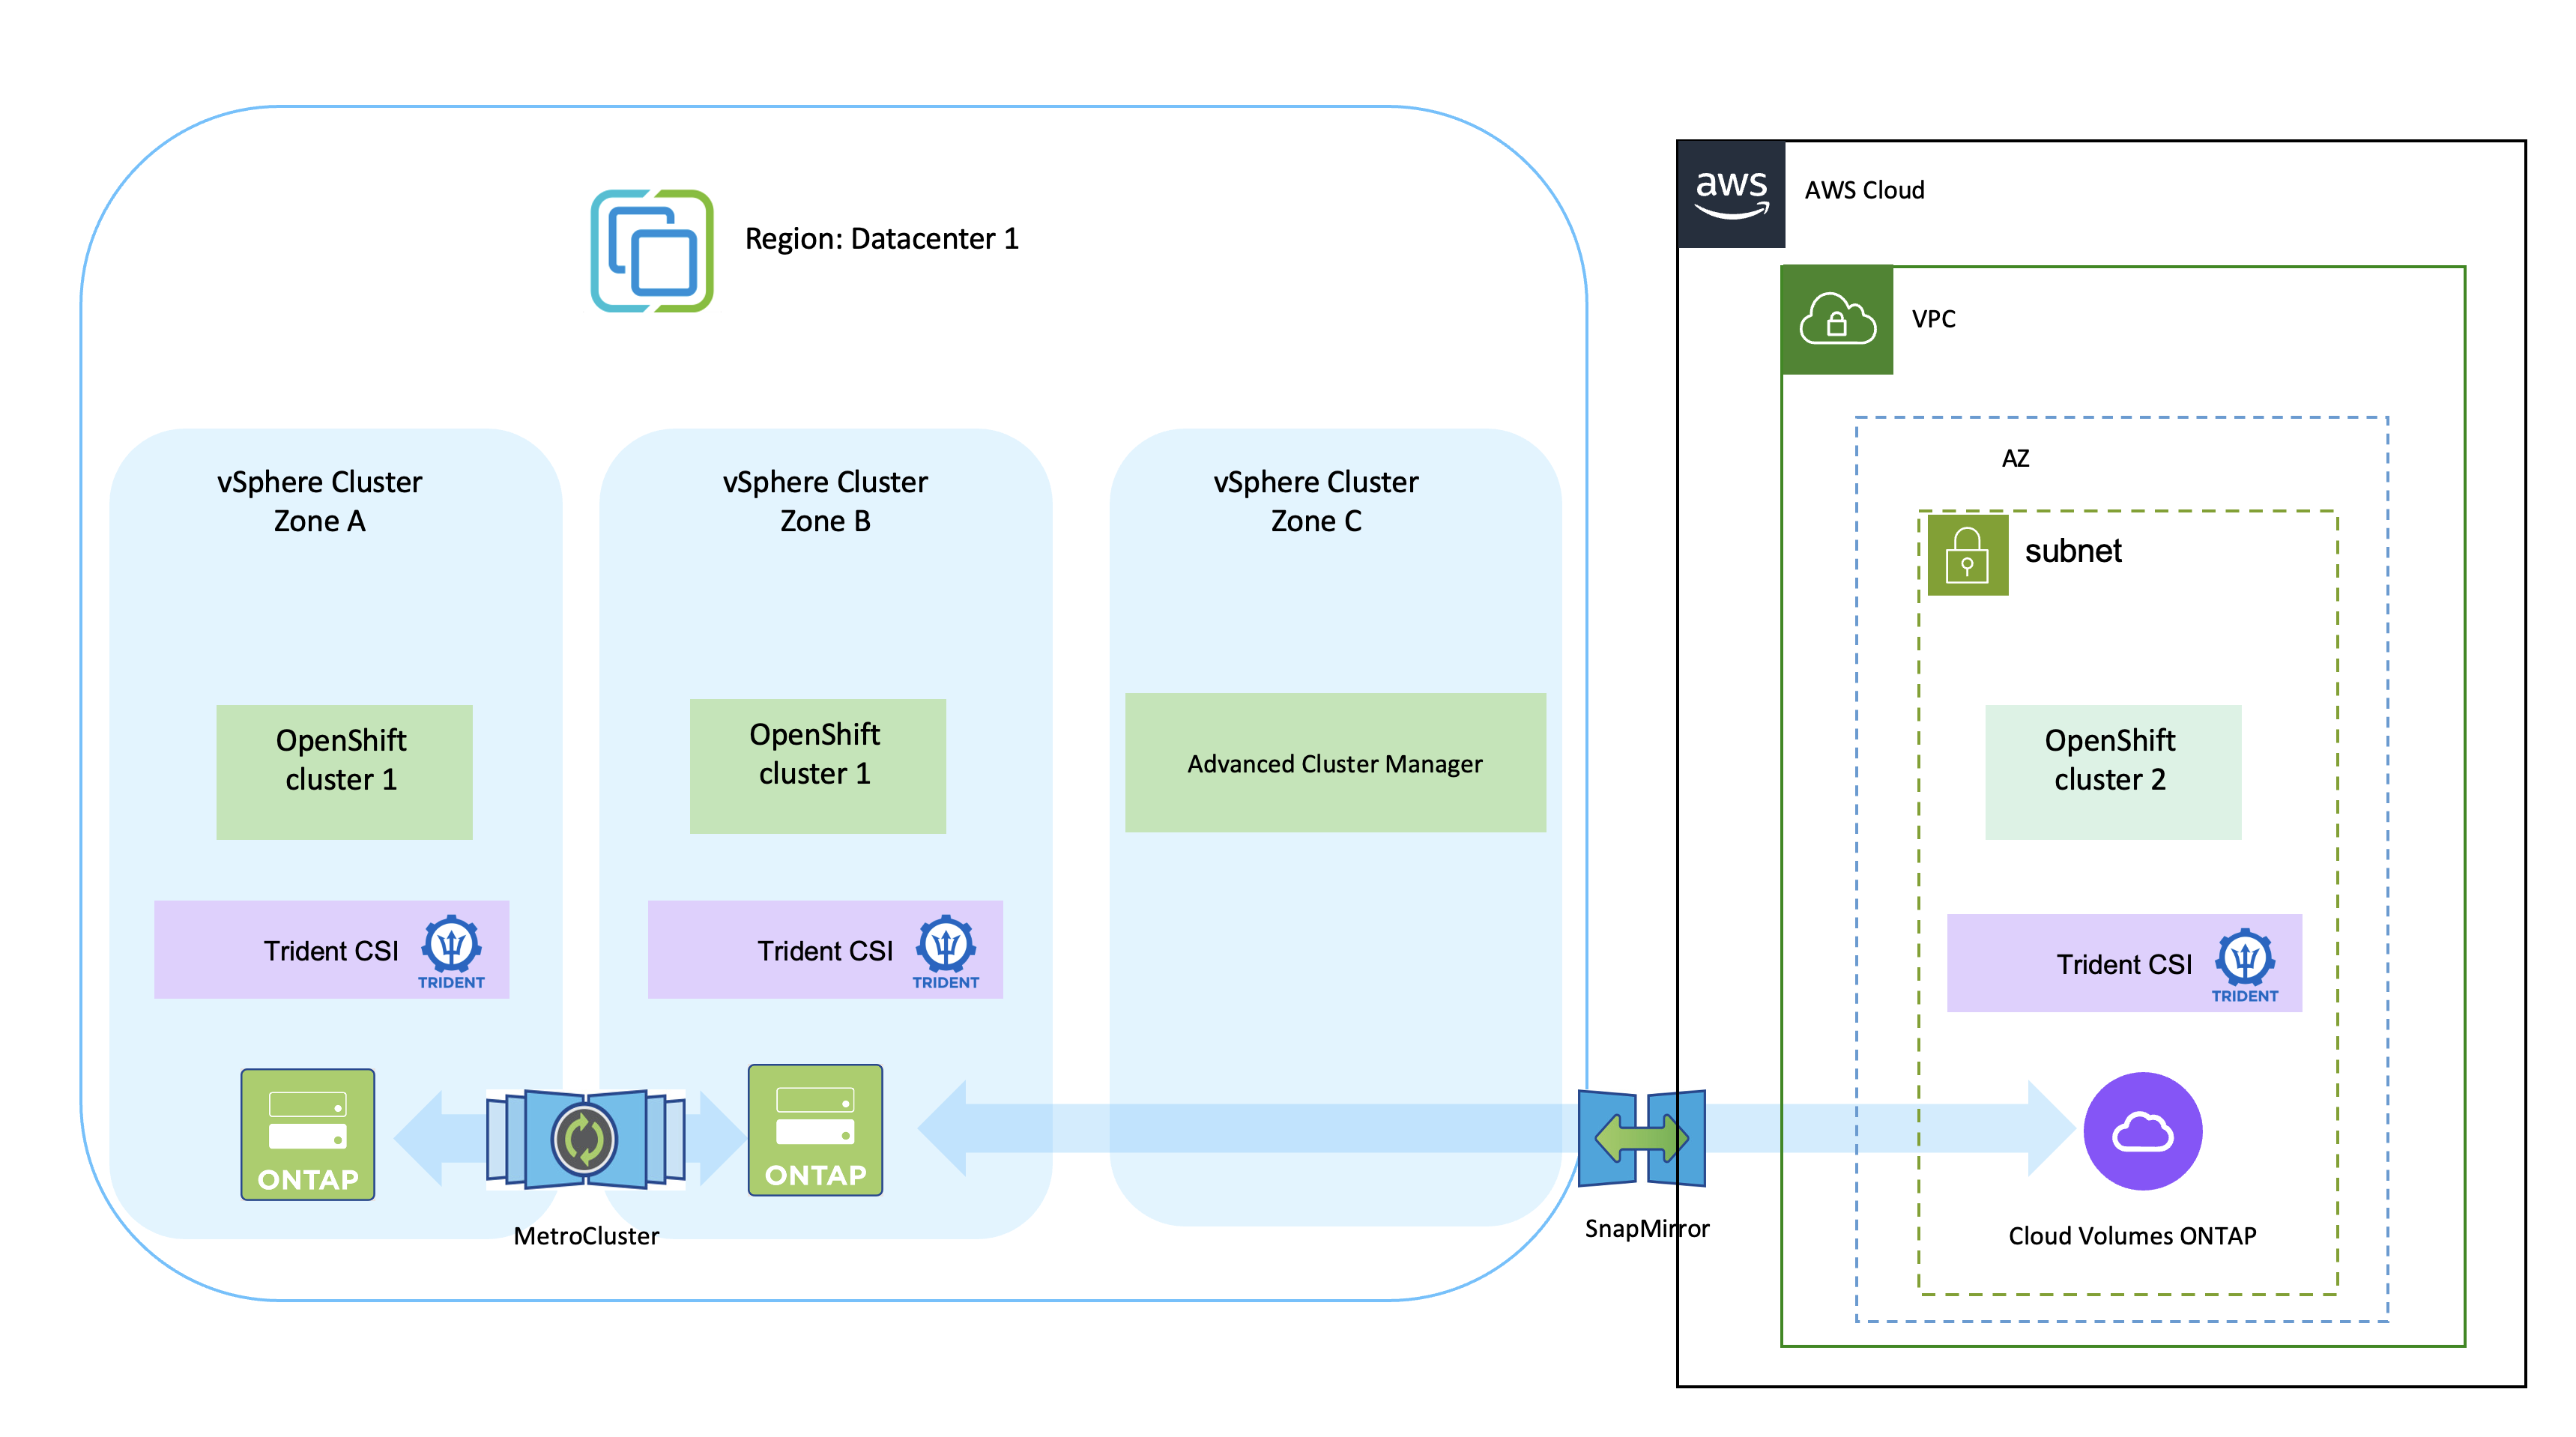 Region: Datacenter 1
aws
AWS Cloud
VPC
AZ
subnet
vSphere Cluster
Zone A
vSphere Cluster
Zone B
vSphere Cluster
Zone C
OpenShift
cluster 1
OpenShift
cluster 1
Advanced Cluster Manager
OpenShift
cluster 2
Trident CSI
TRIDENT
Trident CSI
TRIDENT
Trident CSI
TRIDENT
ONTAP
ONTAP
MetroCluster
SnapMirror
Cloud Volumes ONTAP